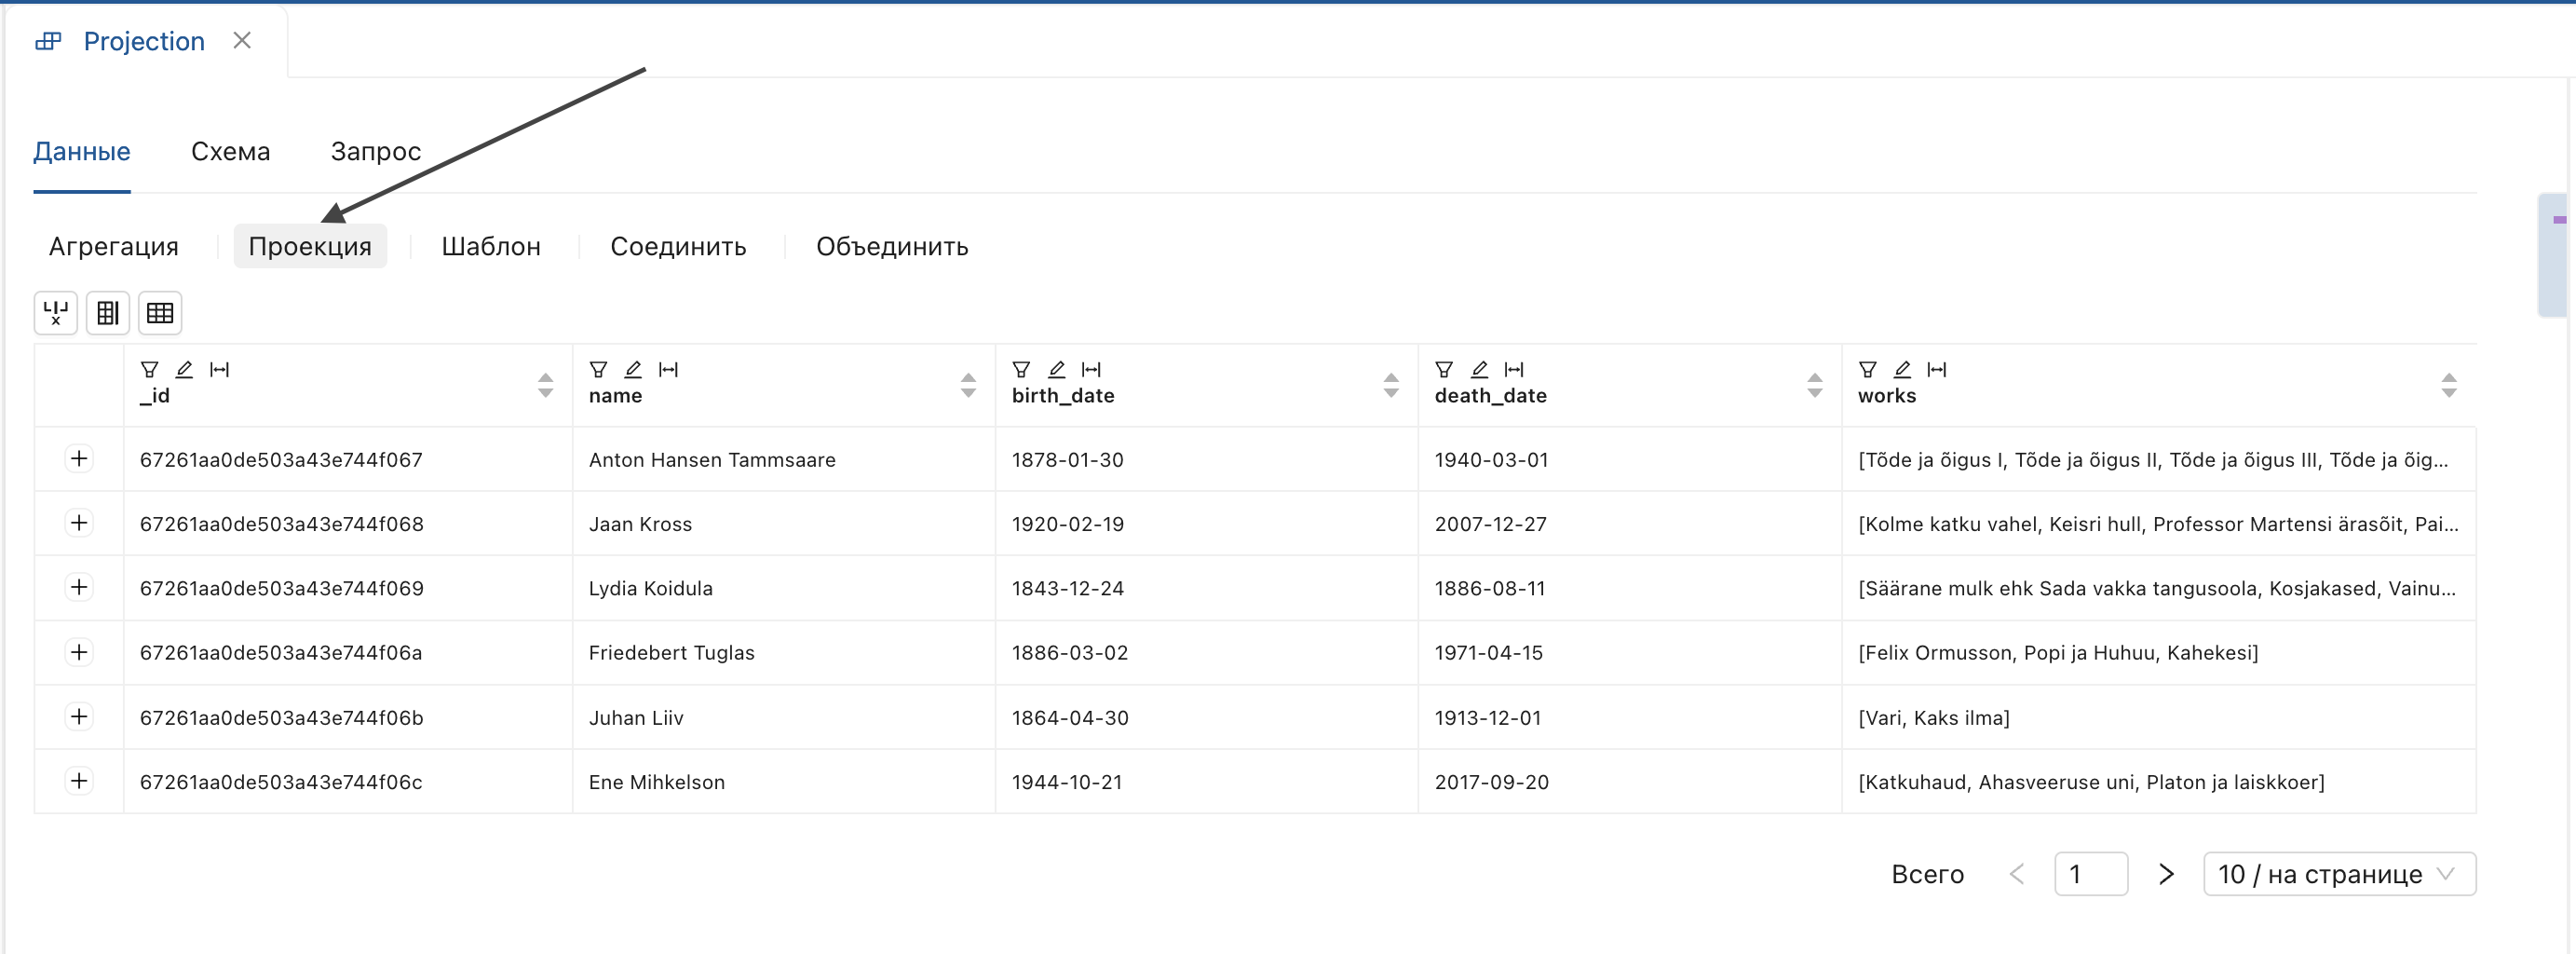 Projection
Данные Схема Запрос
Агрегация Проекция Шаблон Соединить Объединить
_id name birth_date death_date works
67261aa0de503a43e744f067 Anton Hansen Tammsaare 1878-01-30 1940-03-01 [Tõde ja õigus I, Tõde ja õigus II, Tõde ja õigus III, Tõde ja õig...
67261aa0de503a43e744f068 Jaan Kross 1920-02-19 2007-12-27 [Kolme katku vahel, Keisri hull, Professor Martensi ärasõit, Pai...
67261aa0de503a43e744f069 Lydia Koidula 1843-12-24 1886-08-11 [Säärane mulk ehk Sada vakka tangusoola, Kosjakased, Vainu...
67261aa0de503a43e744f06a Friedebert Tuglas 1886-03-02 1971-04-15 [Felix Ormusson, Popi ja Huhuu, Kahekesi]
67261aa0de503a43e744f06b Juhan Liiv 1864-04-30 1913-12-01 [Vari, Kaks ilma]
67261aa0de503a43e744f06c Ene Mihkelson 1944-10-21 2017-09-20 [Katkuhaud, Ahasveeruse uni, Platon ja laiskkoer]
Всего 1 10 / на странице